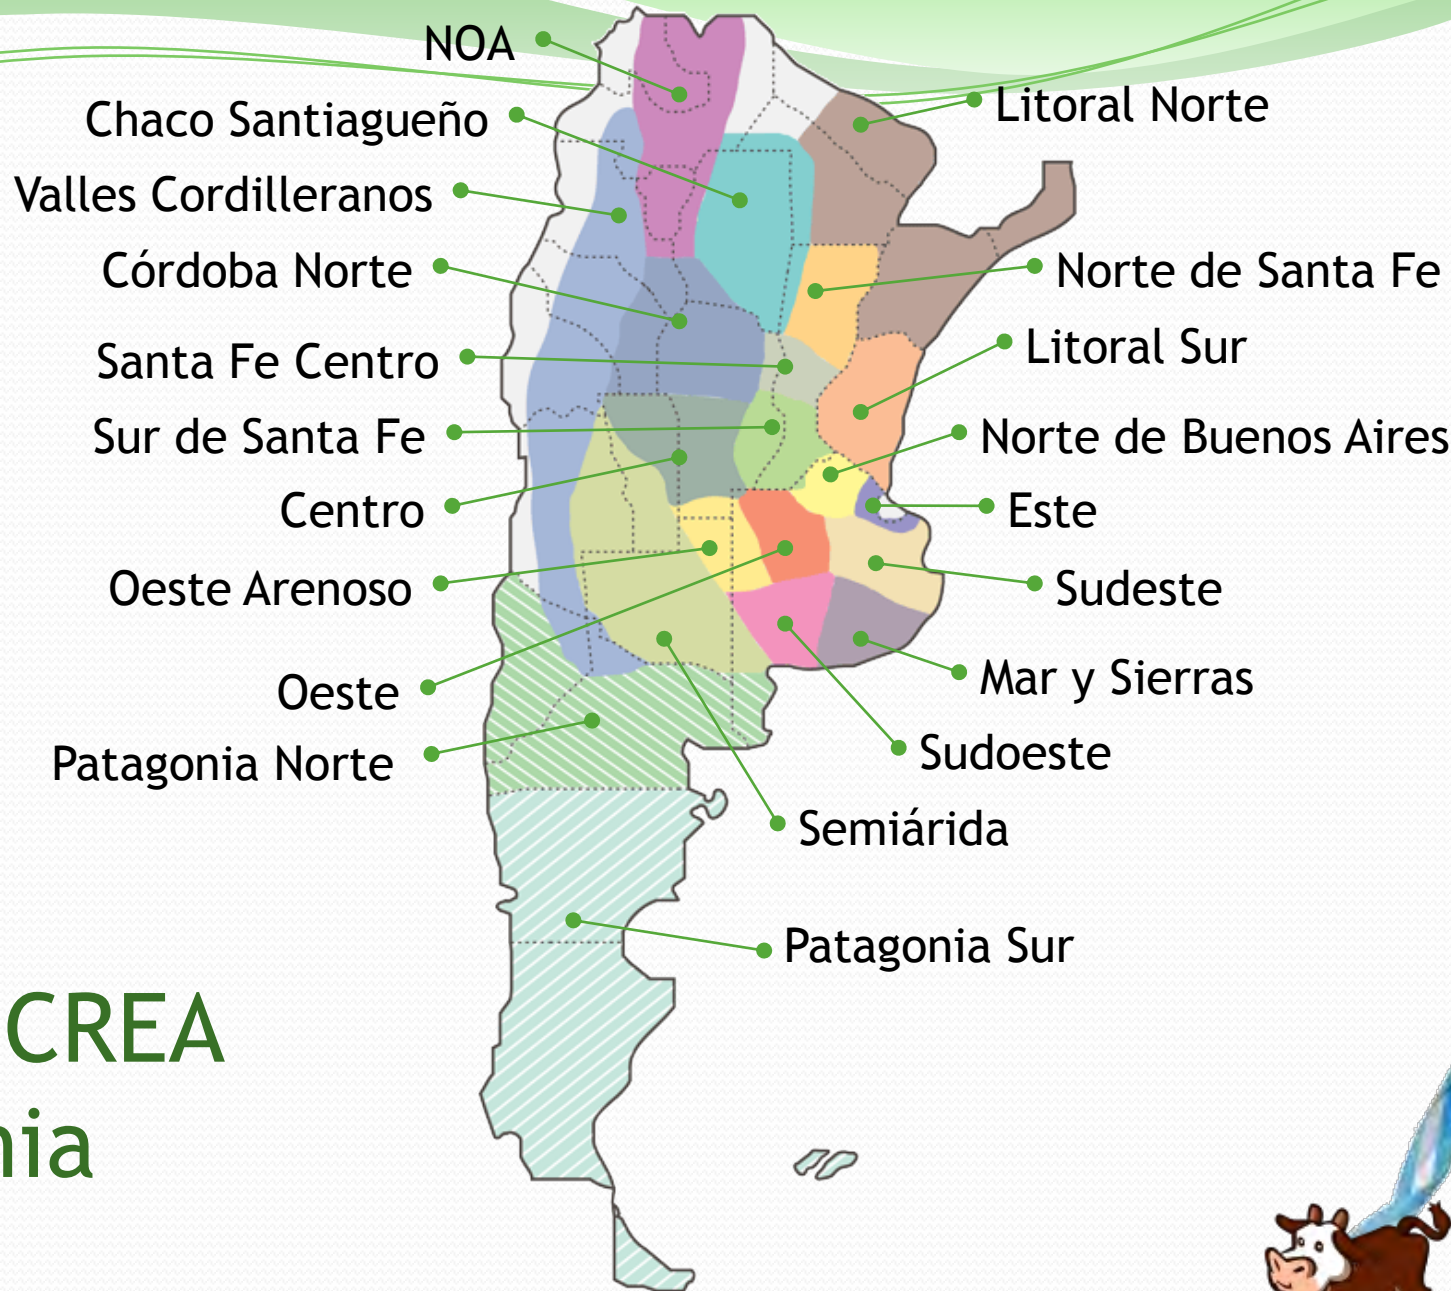 NOA
Chaco Santiagueño
Valles Cordilleranos
Córdoba Norte
Santa Fe Centro
Sur de Santa Fe
Centro
Oeste Arenoso
Oeste
Patagonia Norte
Litoral Norte
Norte de Santa Fe
Litoral Sur
Norte de Buenos Aires
Este
Sudeste
Mar y Sierras
Sudoeste
Semiárida
Patagonia Sur
CREA
nia